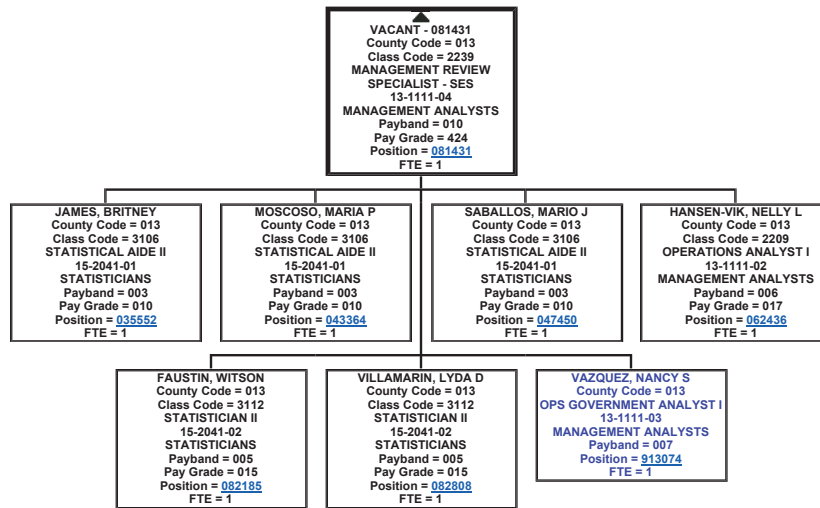 VACANT - 081431
County Code = 013
Class Code = 2239
MANAGEMENT REVIEW
SPECIALIST - SES
13-1111-04
MANAGEMENT ANALYSTS
Payband = 010
Pay Grade = 424
Position = 081431
FTE = 1
JAMES, BRITNEY
County Code = 013
Class Code = 3106
STATISTICAL AIDE II
15-2041-01
STATISTICIANS
Payband = 003
Pay Grade = 010
Position = 035552
FTE = 1
MOSCOSO, MARIA P
County Code = 013
Class Code = 3106
STATISTICAL AIDE II
15-2041-01
STATISTICIANS
Payband = 003
Pay Grade = 010
Position = 043364
FTE = 1
SABALLOS, MARIO J
County Code = 013
Class Code = 3106
STATISTICAL AIDE II
15-2041-01
STATISTICIANS
Payband = 003
Pay Grade = 010
Position = 047450
FTE = 1
HANSEN-VIK, NELLY L
County Code = 013
Class Code = 2209
OPERATIONS ANALYST I
13-1111-02
MANAGEMENT ANALYSTS
Payband = 006
Pay Grade = 017
Position = 062436
FTE = 1
FAUSTIN, WITSON
County Code = 013
Class Code = 3112
STATISTICIAN II
15-2041-02
STATISTICIANS
Payband = 005
Pay Grade = 015
Position = 082185
FTE = 1
VILLAMARIN, LYDA D
County Code = 013
Class Code = 3112
STATISTICIAN II
15-2041-02
STATISTICIANS
Payband = 005
Pay Grade = 015
Position = 082808
FTE = 1
VAZQUEZ, NANCY S
County Code = 013
OPS GOVERNMENT ANALYST I
13-1111-03
MANAGEMENT ANALYSTS
Payband = 007
Position = 913074
FTE = 1